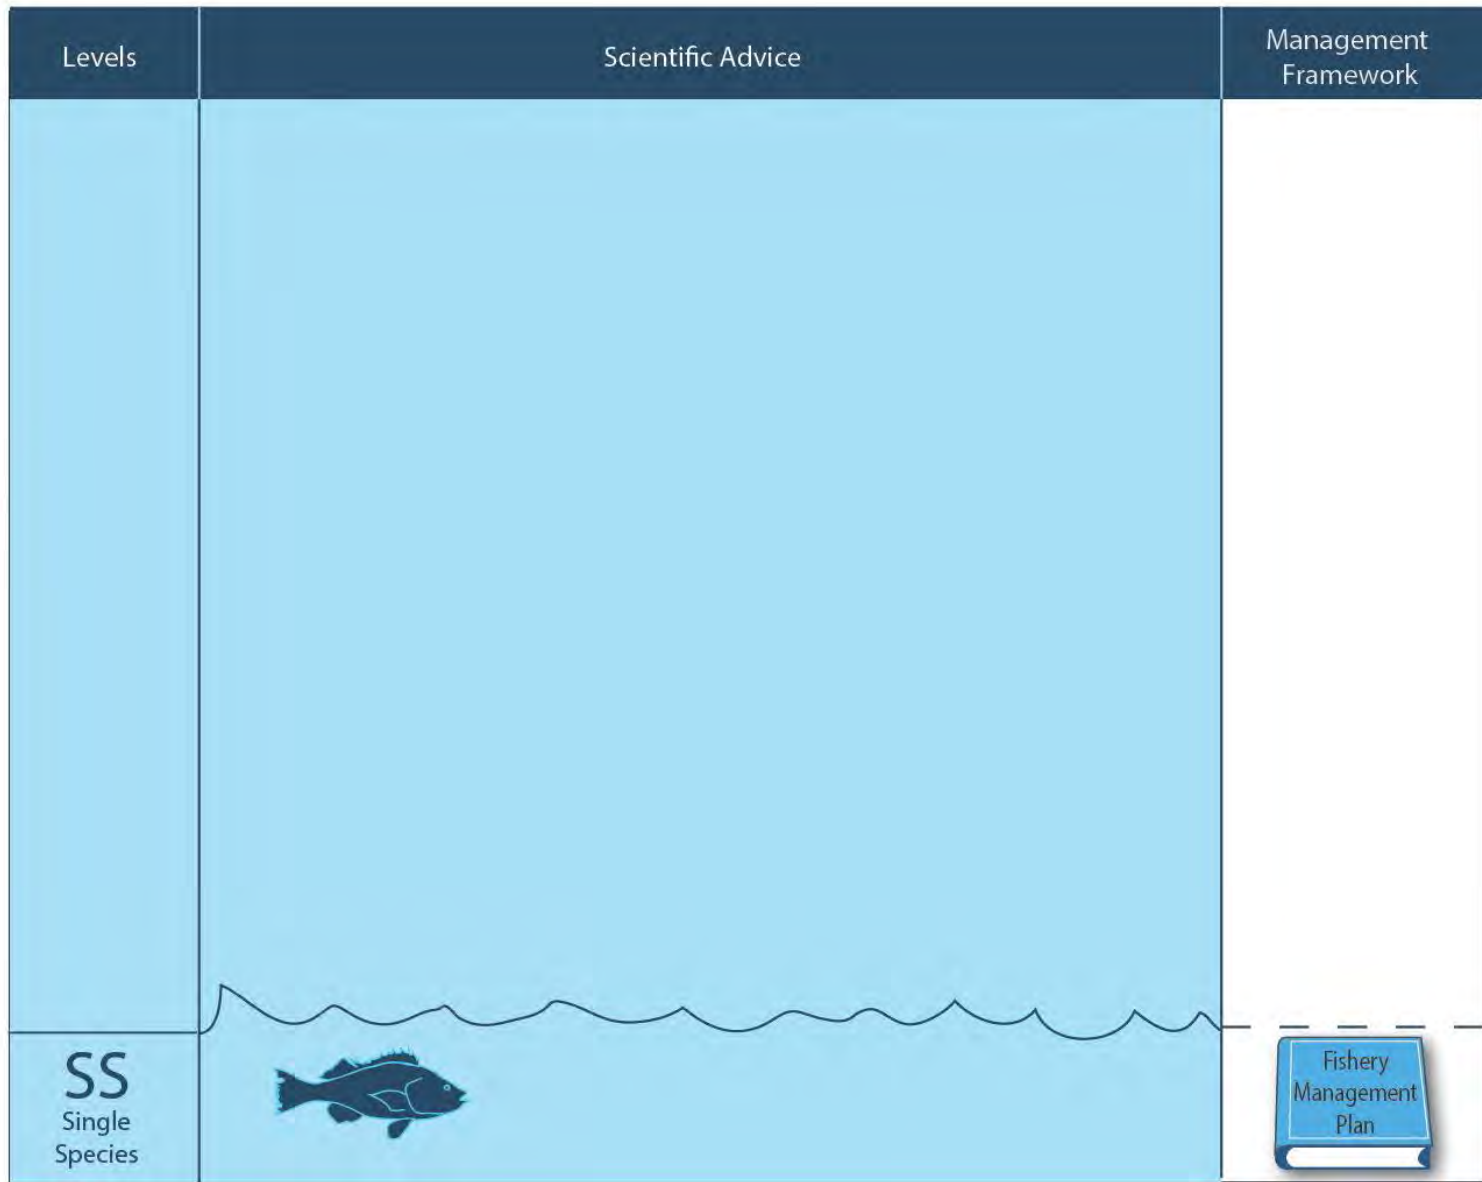 Levels
Scientific Advice
Management
Framework
SS
Single
Species
Fishery
Management
Plan